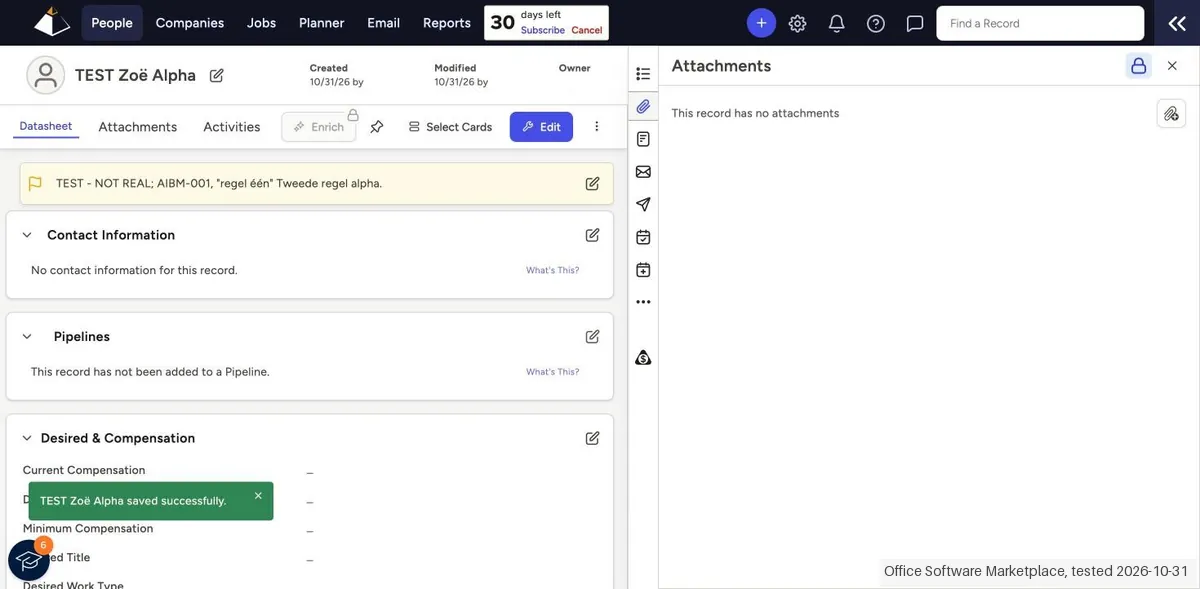 People Companies Jobs Planner Email Reports 30 days left Subscribe Cancel Find a Record
TEST Zoë Alpha
Created
10/31/26 by
Modified
10/31/26 by
Owner
Datasheet Attachments Activities Enrich Select Cards Edit
TEST - NOT REAL; AIBM-001, "regel één" Tweede regel alpha.
Contact Information
No contact information for this record. What's This?
Pipelines
This record has not been added to a Pipeline. What's This?
Desired & Compensation
Current Compensation –
TEST Zoë Alpha saved successfully.
–
Minimum Compensation –
6
Title –
Desired Work Type
Attachments
This record has no attachments
Office Software Marketplace, tested 2026-10-31